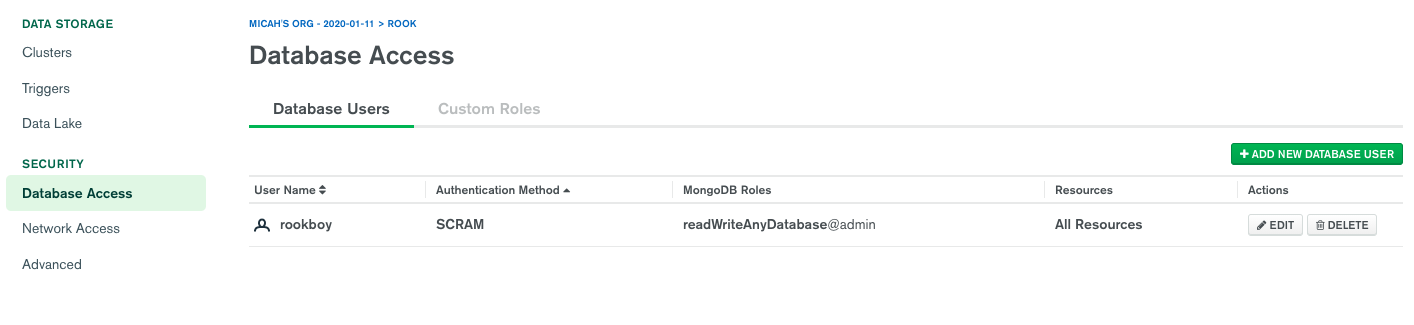 DATA STORAGE
Clusters
Triggers
Data Lake
SECURITY
Database Access
Network Access
Advanced
MICAH'S ORG - 2020-01-11 > ROOK
Database Access
Database Users Custom Roles
+ ADD NEW DATABASE USER
User Name Authentication Method MongoDB Roles Resources Actions
rookboy SCRAM readWriteAnyDatabase@admin All Resources EDIT DELETE